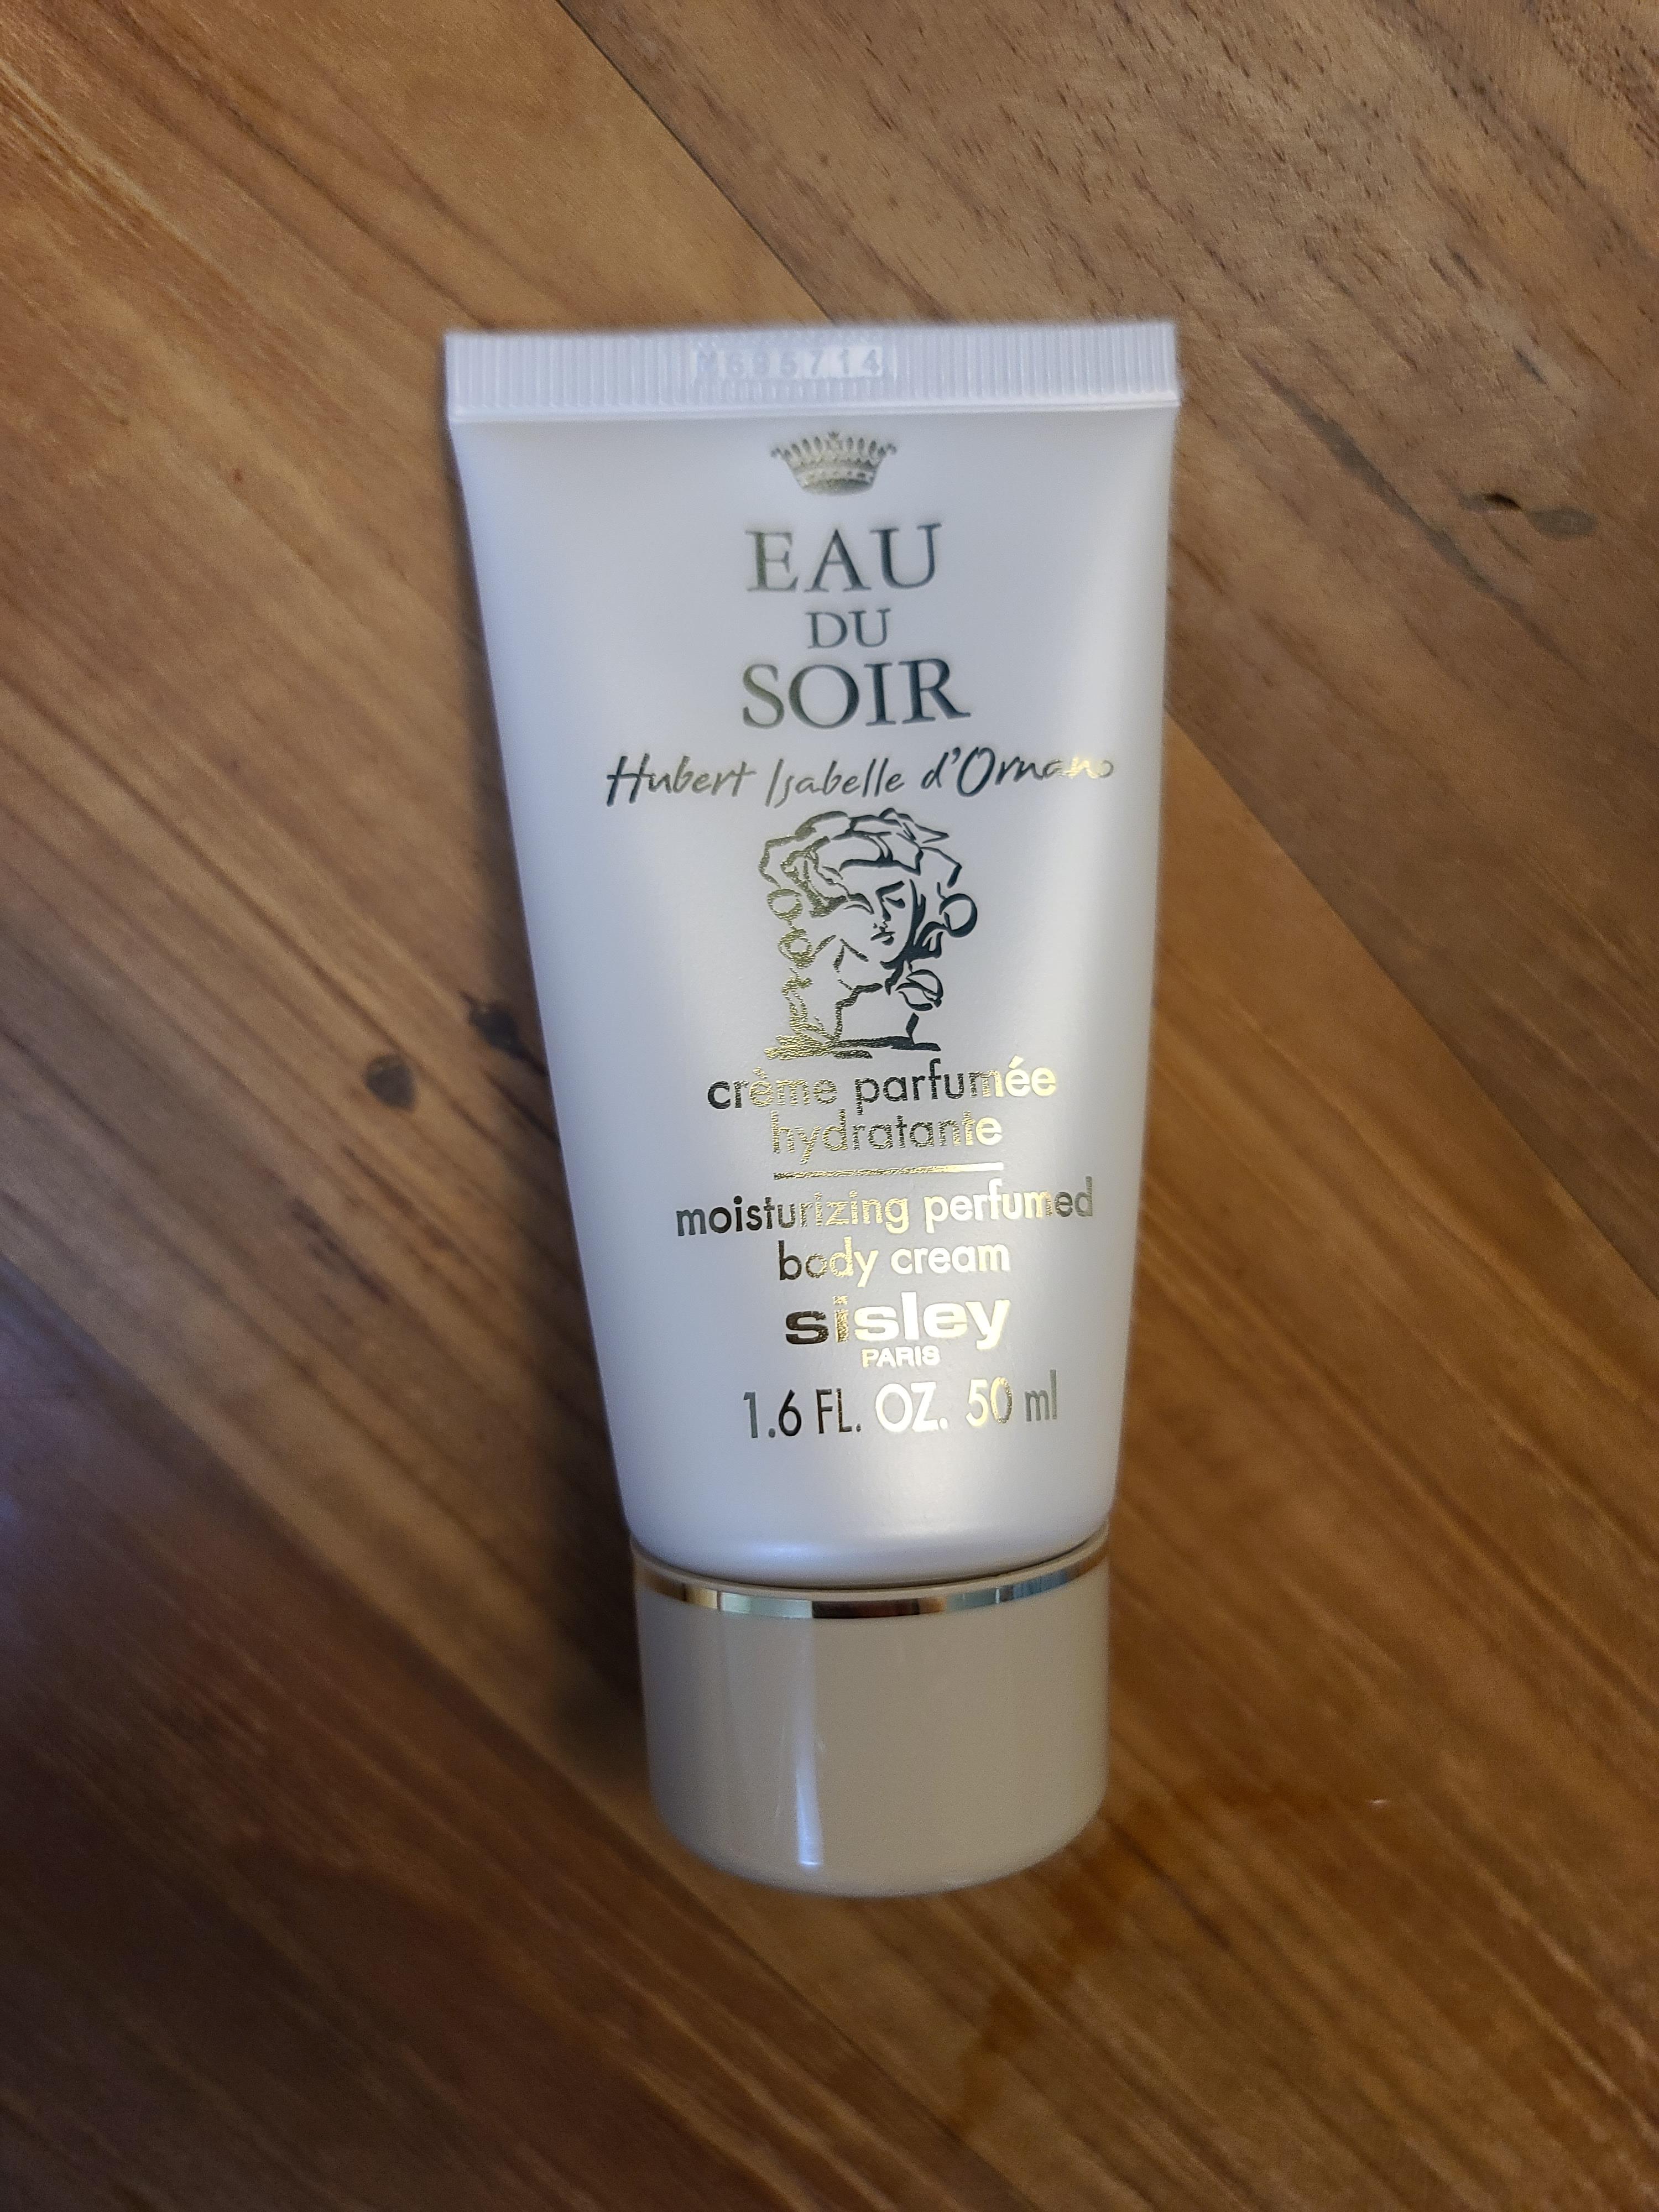 N695714
EAU
DU
SOIR
Hubert Isabelle d'Ornano
crème parfumée
hydratante
moisturizing perfumed
body cream
sisley
PARIS
1.6 FL. OZ. 50 ml